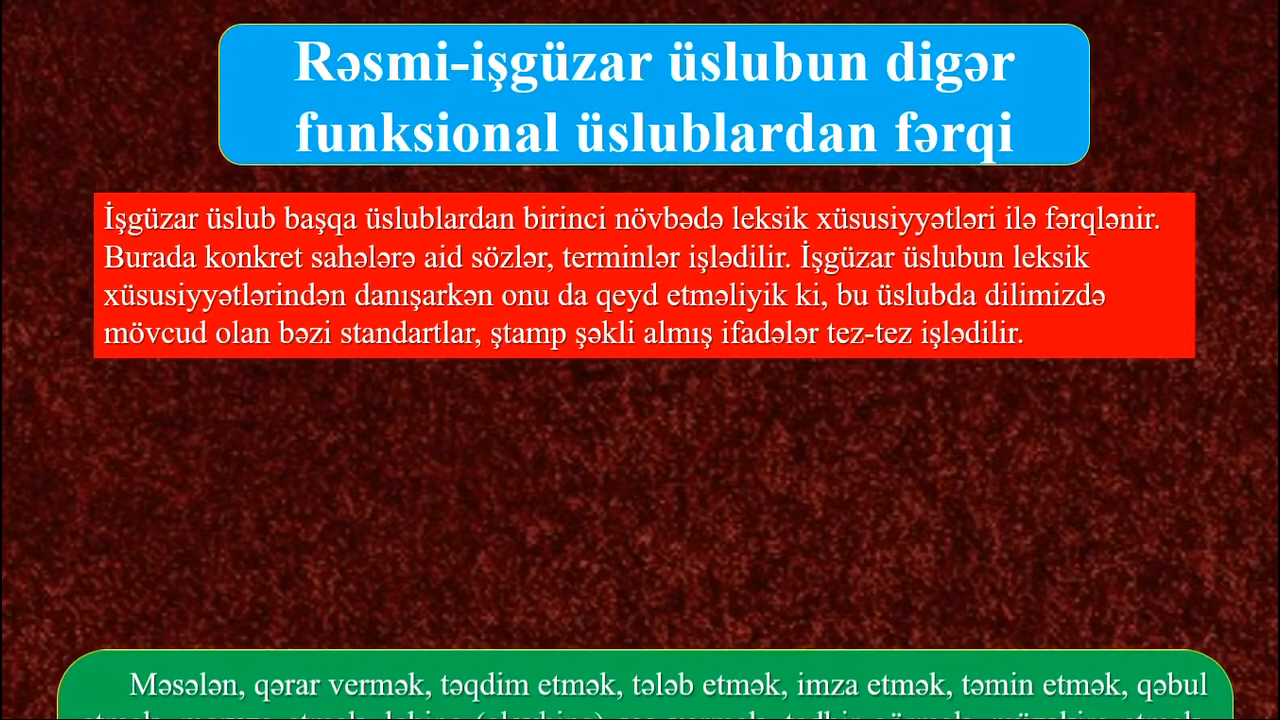 Rəsmi-işgüzar üslubun digər
funksional üslublardan fərqi
İşgüzar üslub başqa üslublardan birinci növbədə leksik xüsusiyyətləri ilə fərqlənir.
Burada konkret sahələrə aid sözlər, terminlər işlədilir. İşgüzar üslubun leksik
xüsusiyyətlərindən danışarkən onu da qeyd etməliyik ki, bu üslubda dilimizdə
mövcud olan bəzi standartlar, ştamp şəkli almış ifadələr tez-tez işlədilir.
Məsələn, qərar vermək, təqdim etmək, tələb etmək, imza etmək, təmin etmək, qəbul